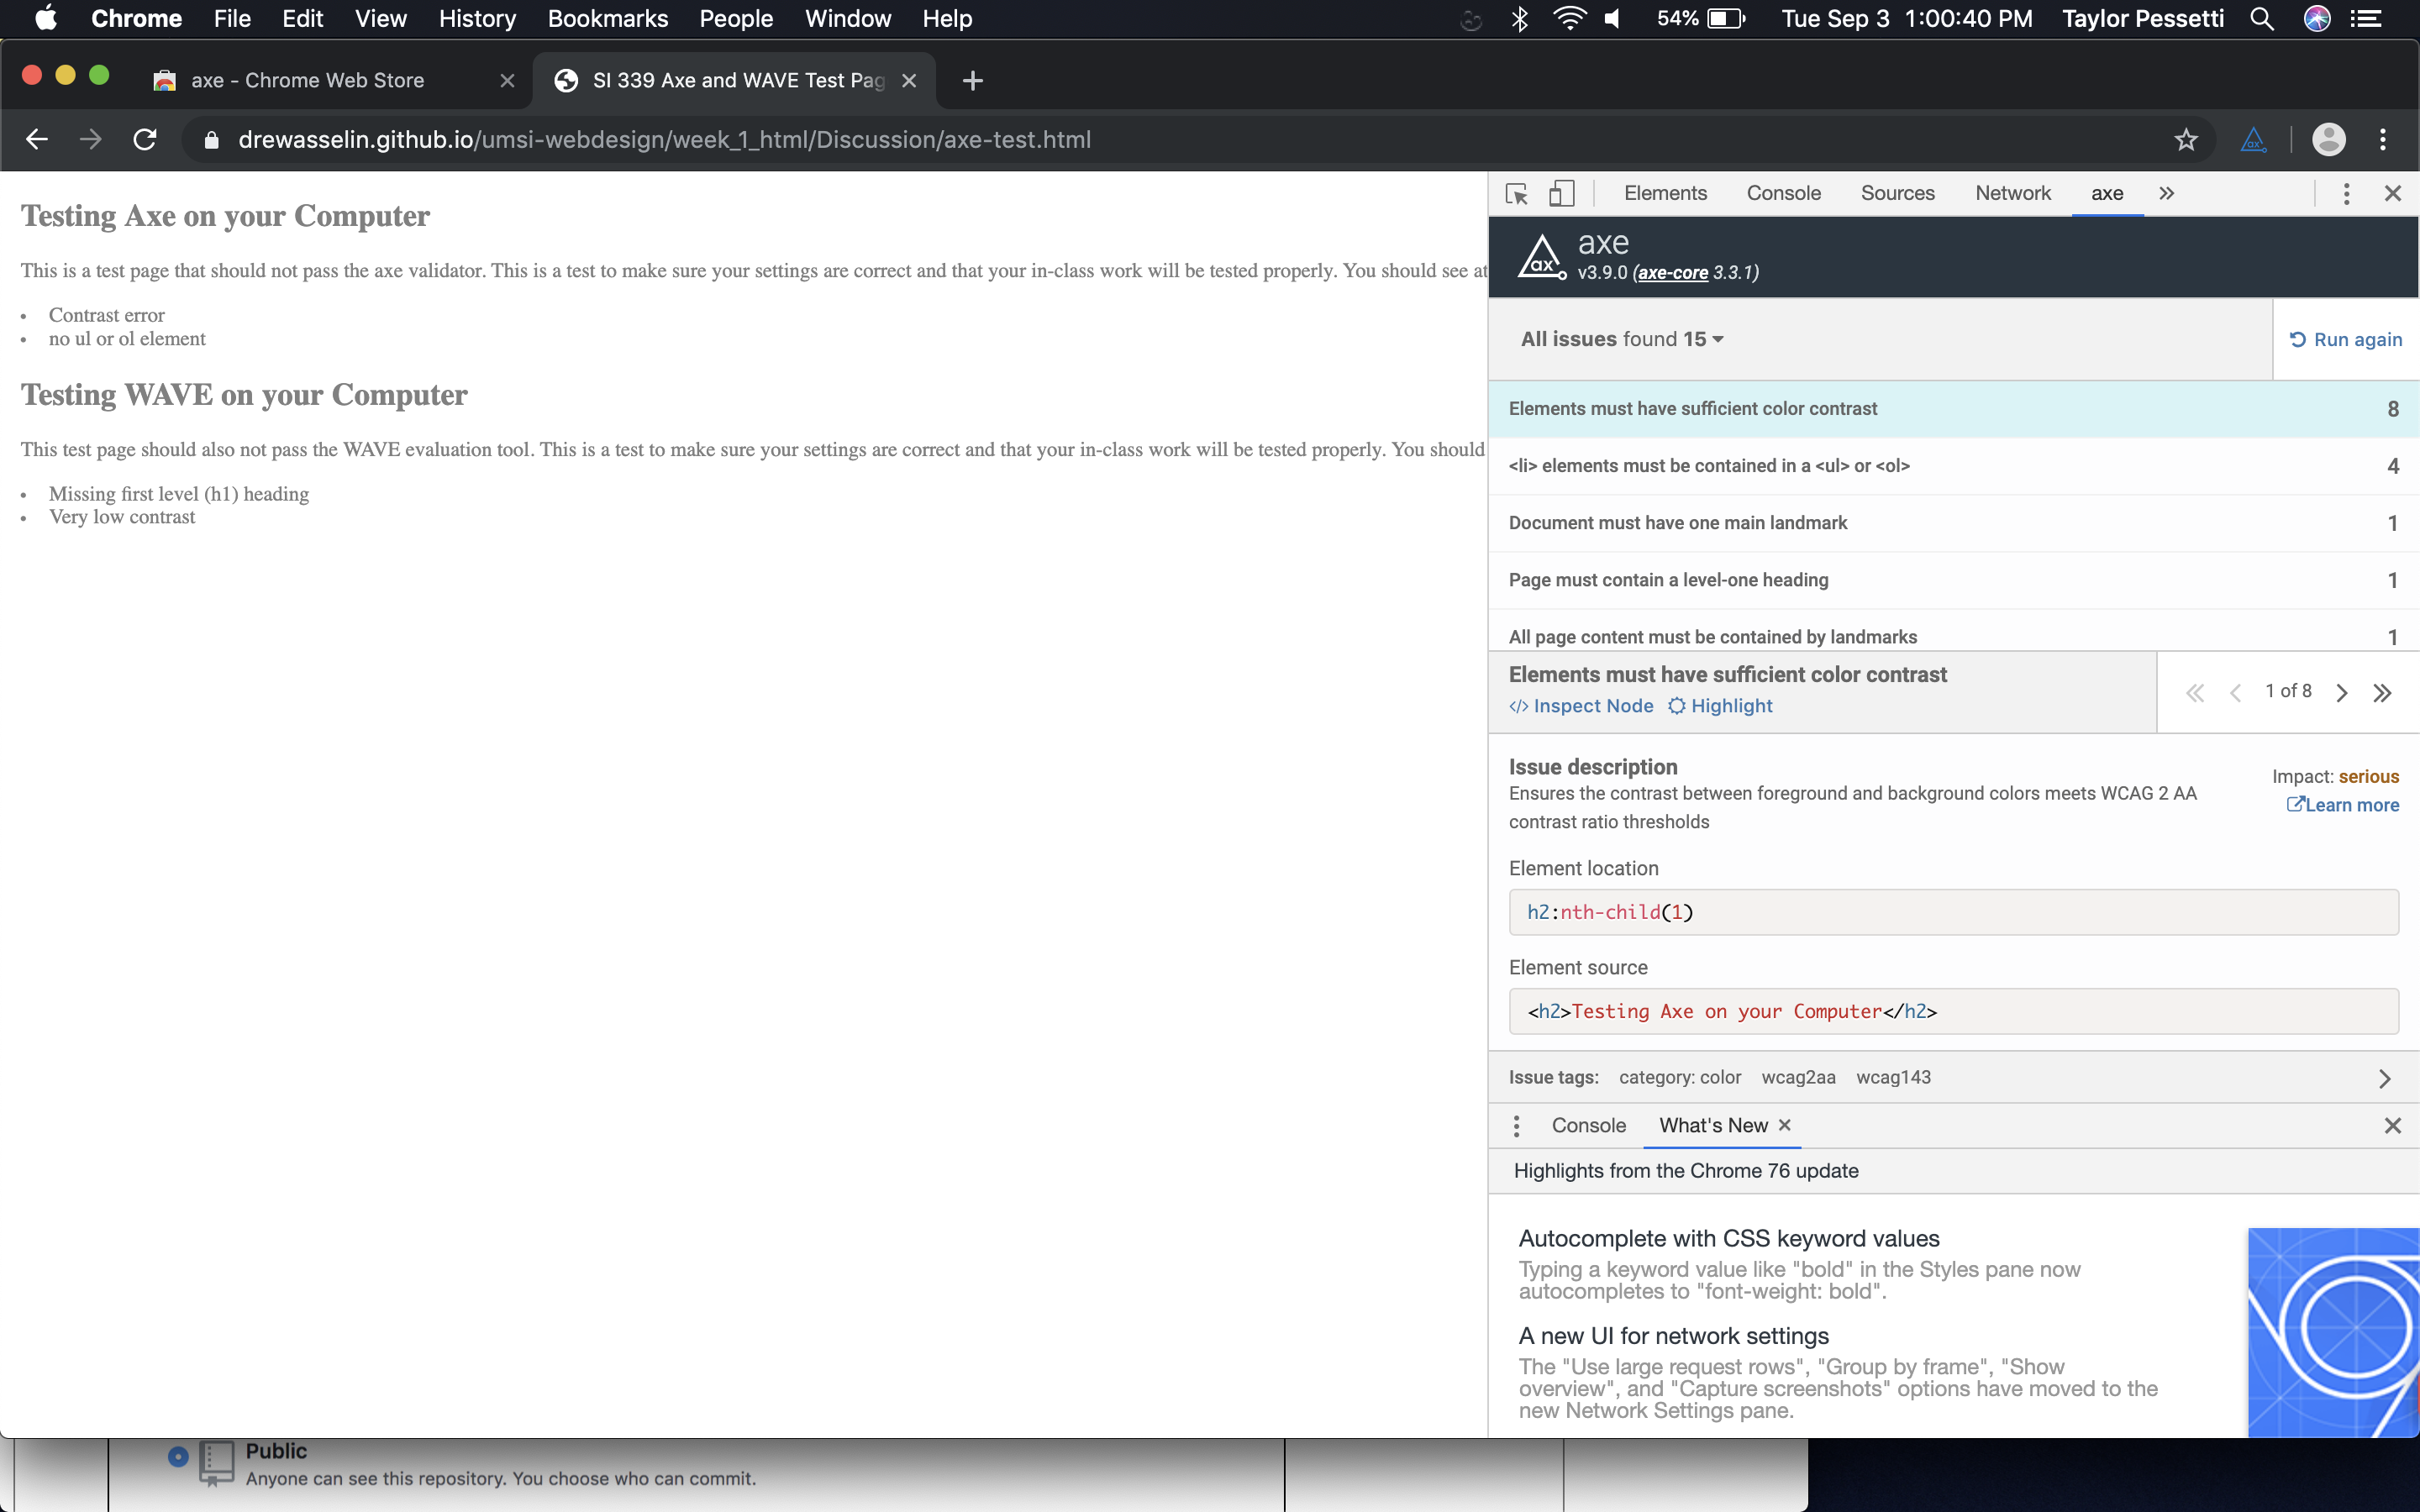 Chrome File Edit View History Bookmarks People Window Help 54% Tue Sep 3 1:00:40 PM Taylor Pessetti
axe - Chrome Web Store
SI 339 Axe and WAVE Test Pag
drewasselin.github.io/umsi-webdesign/week_1_html/Discussion/axe-test.html
Testing Axe on your Computer
This is a test page that should not pass the axe validator. This is a test to make sure your settings are correct and that your in-class work will be tested properly. You should see at
• Contrast error
• no ul or ol element
Testing WAVE on your Computer
This test page should also not pass the WAVE evaluation tool. This is a test to make sure your settings are correct and that your in-class work will be tested properly. You should
• Missing first level (h1) heading
• Very low contrast
Elements Console Sources Network axe »
ax axe
v3.9.0 (axe-core 3.3.1)
All issues found 15
Run again
Elements must have sufficient color contrast 8
<li> elements must be contained in a <ul> or <ol> 4
Document must have one main landmark 1
Page must contain a level-one heading 1
All page content must be contained by landmarks 1
Elements must have sufficient color contrast
</> Inspect Node Highlight
1 of 8
Issue description
Ensures the contrast between foreground and background colors meets WCAG 2 AA
contrast ratio thresholds
Impact: serious
Learn more
Element location
h2:nth-child(1)
Element source
<h2>Testing Axe on your Computer</h2>
Issue tags: category: color wcag2aa wcag143
Console What's New
Highlights from the Chrome 76 update
Autocomplete with CSS keyword values
Typing a keyword value like "bold" in the Styles pane now
autocompletes to "font-weight: bold".
A new UI for network settings
The "Use large request rows", "Group by frame", "Show
overview", and "Capture screenshots" options have moved to the
new Network Settings pane.
Public
Anyone can see this repository. You choose who can commit.